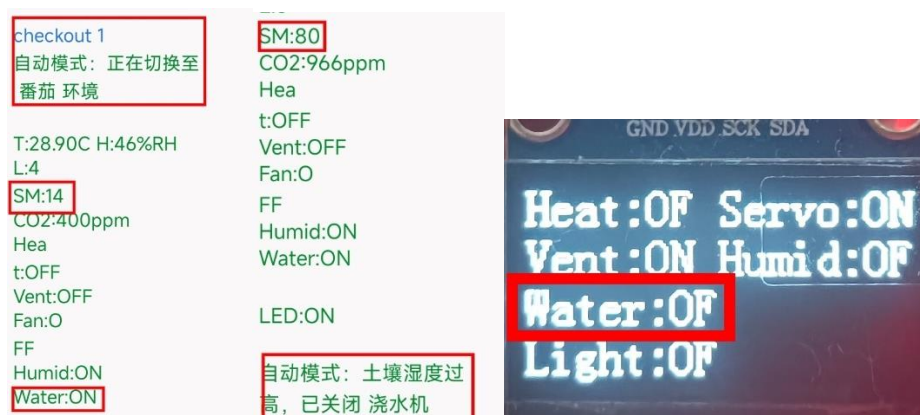 checkout 1
自动模式：正在切换至
番茄 环境
T:28.90C H:46%RH
L:4
SM:14
CO2:400ppm
Hea
t:OFF
Vent:OFF
Fan:O
FF
Humid:ON
Water:ON
SM:80
CO2:966ppm
Hea
t:OFF
Vent:OFF
Fan:O
FF
Humid:ON
Water:ON
LED:ON
自动模式：土壤湿度过
高，已关闭 浇水机
GND VDD SCK SDA
Heat:OF Servo:ON
Vent:ON Humid:OF
Water:OF
Light:OF